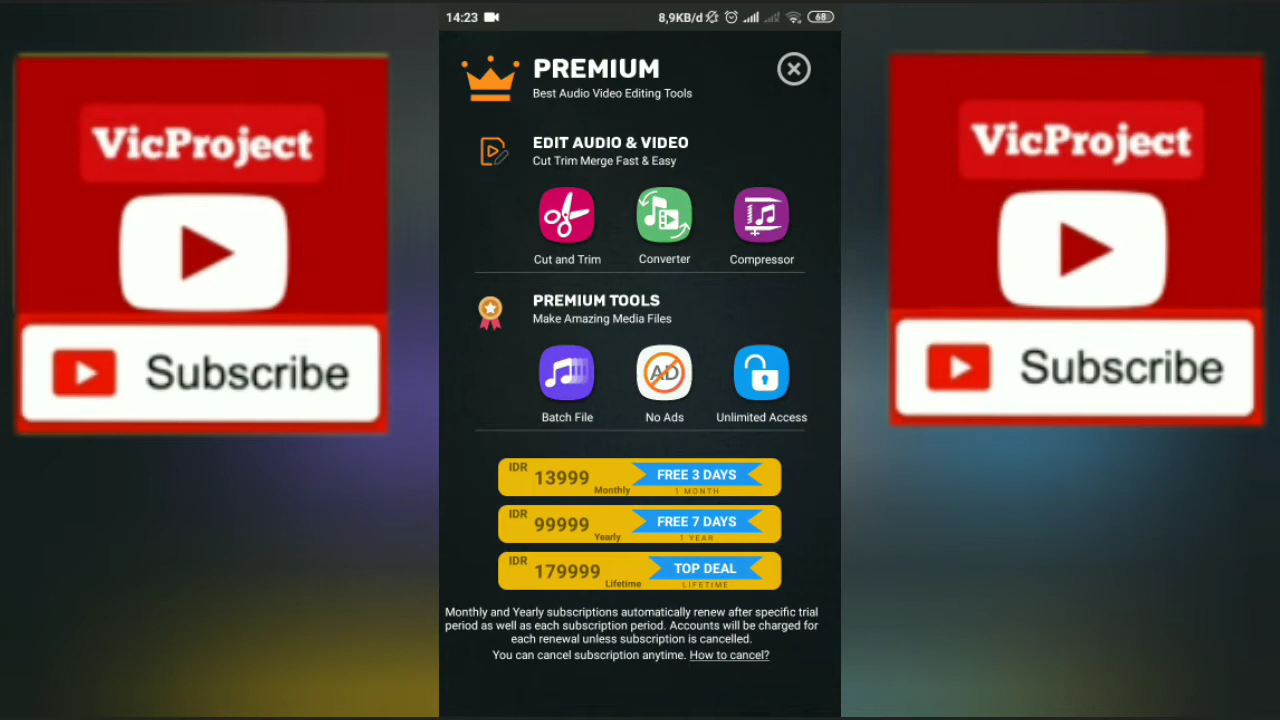 VicProject
Subscribe
14:23
8,9KB/d
68
PREMIUM
Best Audio Video Editing Tools
EDIT AUDIO & VIDEO
Cut Trim Merge Fast & Easy
Cut and Trim
Converter
Compressor
PREMIUM TOOLS
Make Amazing Media Files
AD
Batch File
No Ads
Unlimited Access
IDR 13999 Monthly
FREE 3 DAYS
1 MONTH
IDR 99999 Yearly
FREE 7 DAYS
1 YEAR
IDR 179999 Lifetime
TOP DEAL
LIFETIME
Monthly and Yearly subscriptions automatically renew after specific trial
period as well as each subscription period. Accounts will be charged for
each renewal unless subscription is cancelled.
You can cancel subscription anytime. How to cancel?
VicProject
Subscribe